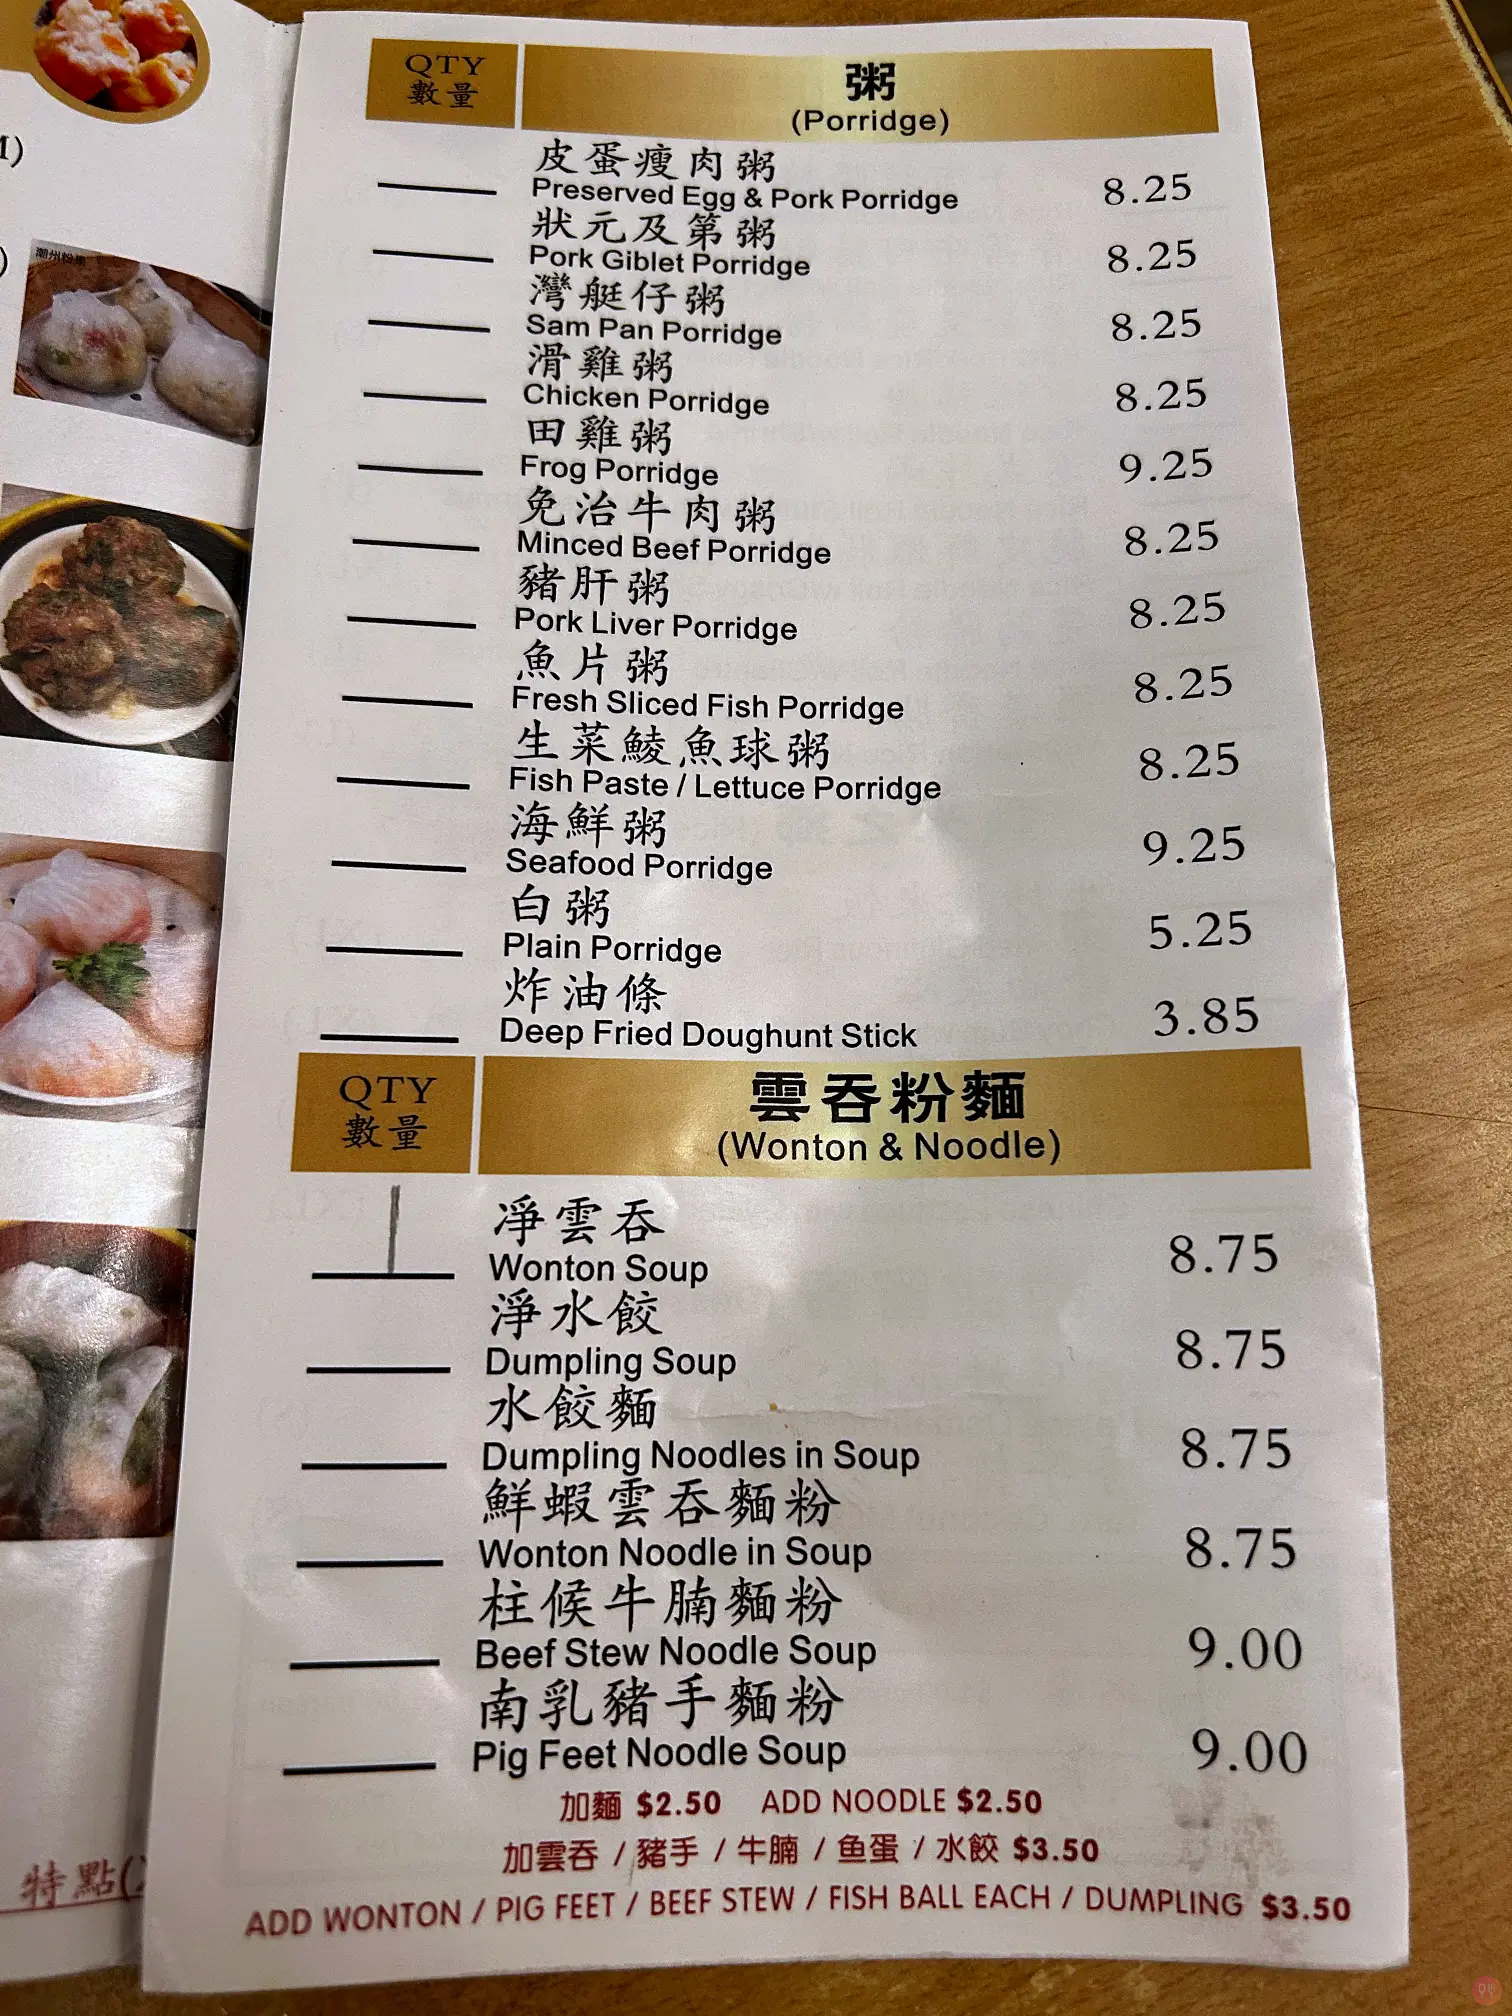 QTY
數量
粥
(Porridge)
皮蛋瘦肉粥
Preserved Egg & Pork Porridge 8.25
狀元及第粥
Pork Giblet Porridge 8.25
灣艇仔粥
Sam Pan Porridge 8.25
滑雞粥
Chicken Porridge 8.25
田雞粥
Frog Porridge 9.25
免治牛肉粥
Minced Beef Porridge 8.25
豬肝粥
Pork Liver Porridge 8.25
魚片粥
Fresh Sliced Fish Porridge 8.25
生菜鯪魚球粥
Fish Paste / Lettuce Porridge 8.25
海鮮粥
Seafood Porridge 9.25
白粥
Plain Porridge 5.25
炸油條
Deep Fried Doughunt Stick 3.85
QTY
數量
雲吞粉麵
(Wonton & Noodle)
凈雲吞
Wonton Soup 8.75
淨水餃
Dumpling Soup 8.75
水餃麵
Dumpling Noodles in Soup 8.75
鮮蝦雲吞麵粉
Wonton Noodle in Soup 8.75
柱候牛腩麵粉
Beef Stew Noodle Soup 9.00
南乳豬手麵粉
Pig Feet Noodle Soup 9.00
加麵 $2.50 ADD NOODLE $2.50
加雲吞 / 豬手 / 牛腩 / 鱼蛋 / 水餃 $3.50
ADD WONTON / PIG FEET / BEEF STEW / FISH BALL EACH / DUMPLING $3.50
特點(